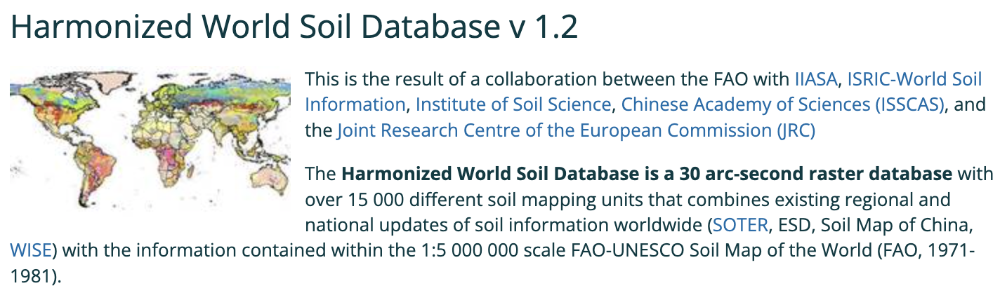 Harmonized World Soil Database v 1.2
This is the result of a collaboration between the FAO with IIASA, ISRIC-World Soil
Information, Institute of Soil Science, Chinese Academy of Sciences (ISSCAS), and
the Joint Research Centre of the European Commission (JRC)
The Harmonized World Soil Database is a 30 arc-second raster database with
over 15 000 different soil mapping units that combines existing regional and
national updates of soil information worldwide (SOTER, ESD, Soil Map of China,
WISE) with the information contained within the 1:5 000 000 scale FAO-UNESCO Soil Map of the World (FAO, 1971-
1981).